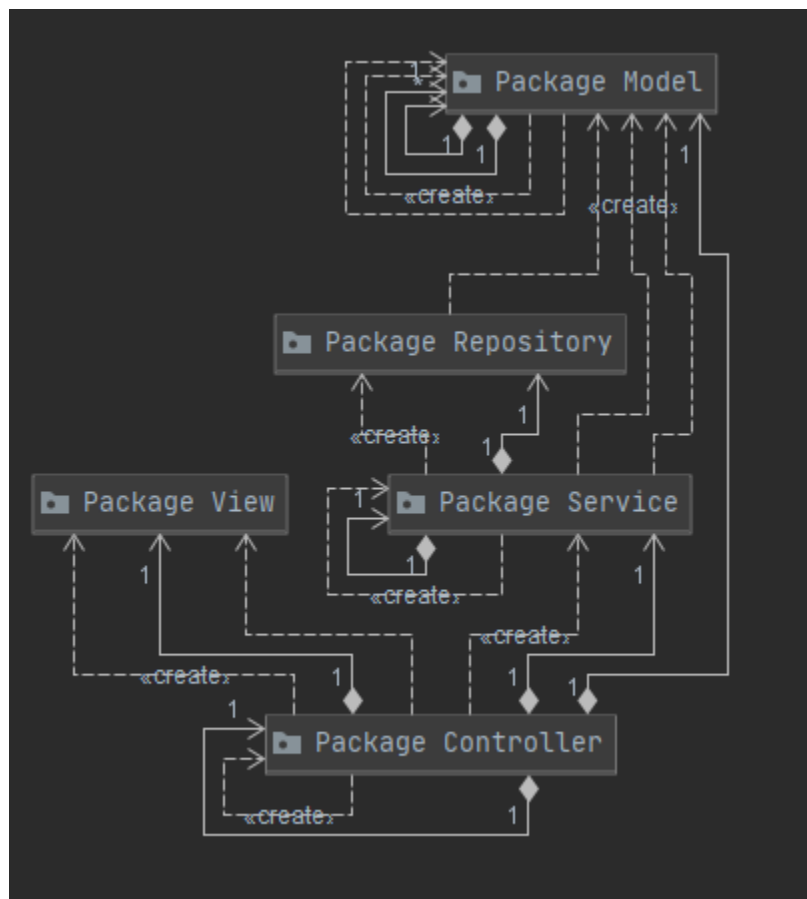 1
*
Package Model
1
1
1
«create»
«create»
Package Repository
1
«create»
1
Package View
1
Package Service
1
1
1
«create»
«create»
1
«create»
1
1
1
Package Controller
1
«create»